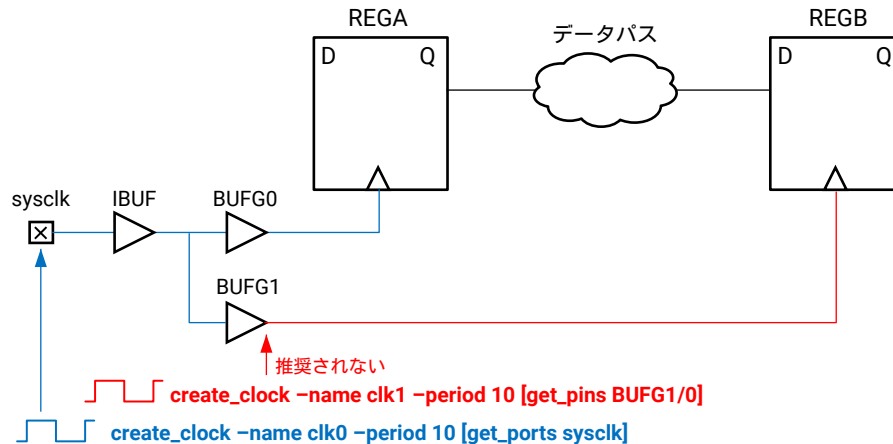 REGA
データパス
REGB
D Q
D Q
sysclk
IBUF
BUFG0
BUFG1
推奨されない
create_clock –name clk1 –period 10 [get_pins BUFG1/0]
create_clock –name clk0 –period 10 [get_ports sysclk]